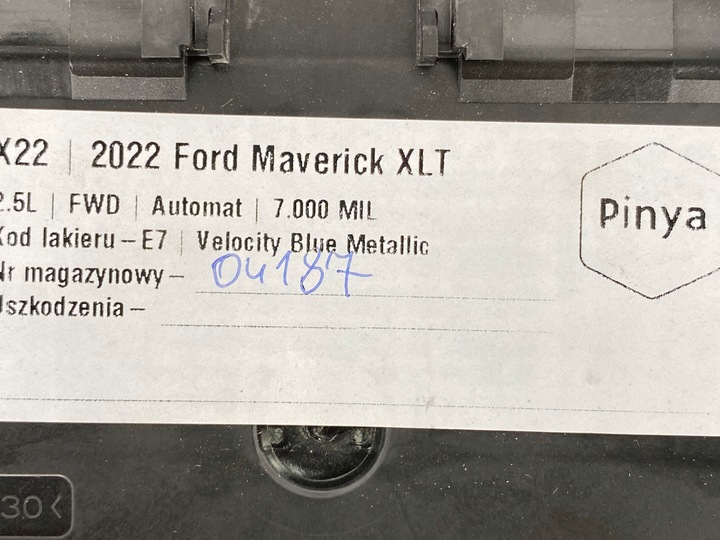 X22 | 2022 Ford Maverick XLT
2.5L | FWD | Automat | 7.000 MIL
Kod lakieru – E7 | Velocity Blue Metallic
Nr magazynowy – 04187
Uszkodzenia –
Pinya
30<